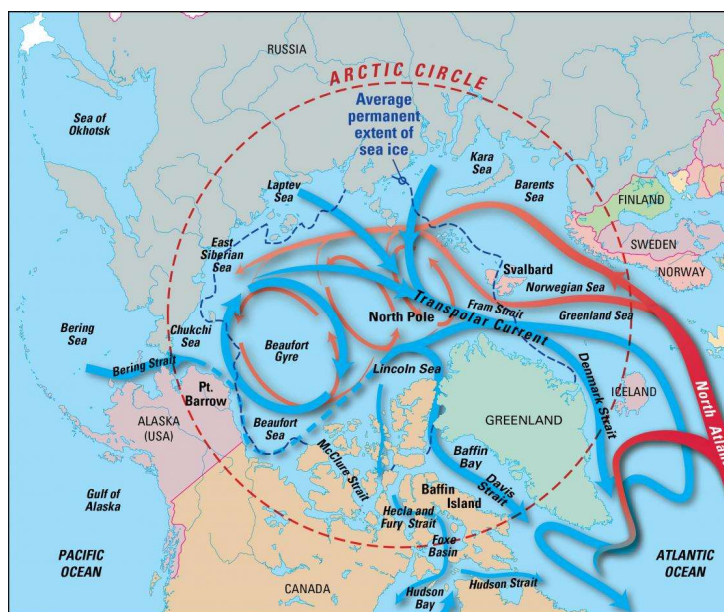 RUSSIA
ARCTIC CIRCLE
Sea of
Okhotsk
Average
permanent
extent of
sea ice
Kara
Sea
Barents
Sea
Laptev
Sea
FINLAND
SWEDEN
NORWAY
East
Siberian
Sea
Svalbard
Norwegian Sea
Fram Strait
Greenland Sea
Transpolar Current
North Pole
Bering
Sea
Chukchi
Sea
Bering Strait
Beaufort
Gyre
Lincoln Sea
Denmark Strait
ICELAND
North Atlan
Pt.
Barrow
ALASKA
(USA)
Beaufort
Sea
McClure Strait
GREENLAND
Baffin
Bay
Davis
Strait
Baffin
Island
Gulf of
Alaska
Hecla and
Fury Strait
Foxe
Basin
PACIFIC
OCEAN
ATLANTIC
OCEAN
CANADA
Hudson
Bay
Hudson Strait